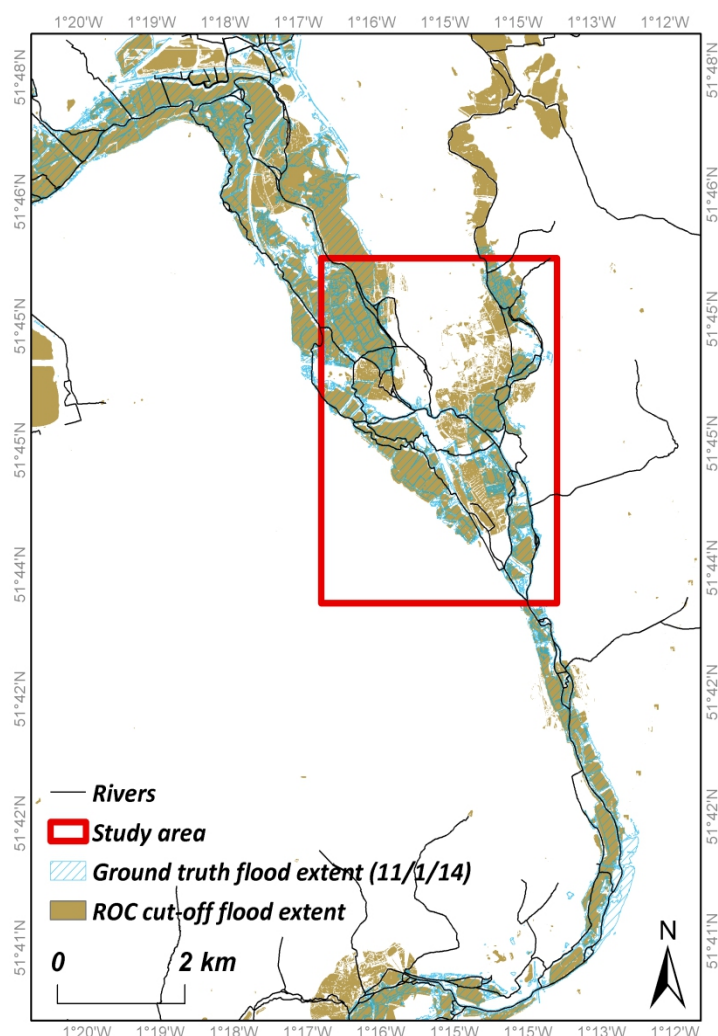 1°20'W 1°19'W 1°18'W 1°17'W 1°16'W 1°15'W 1°15'W 1°13'W 1°12'W
51°48'N 51°48'N
51°46'N 51°46'N
51°45'N 51°45'N
51°45'N 51°45'N
51°44'N 51°44'N
51°42'N 51°42'N
51°42'N 51°42'N
Rivers
Study area
Ground truth flood extent (11/1/14)
ROC cut-off flood extent
51°41'N 51°41'N
N
0 2 km
1°20'W 1°19'W 1°18'W 1°17'W 1°16'W 1°15'W 1°15'W 1°13'W 1°12'W